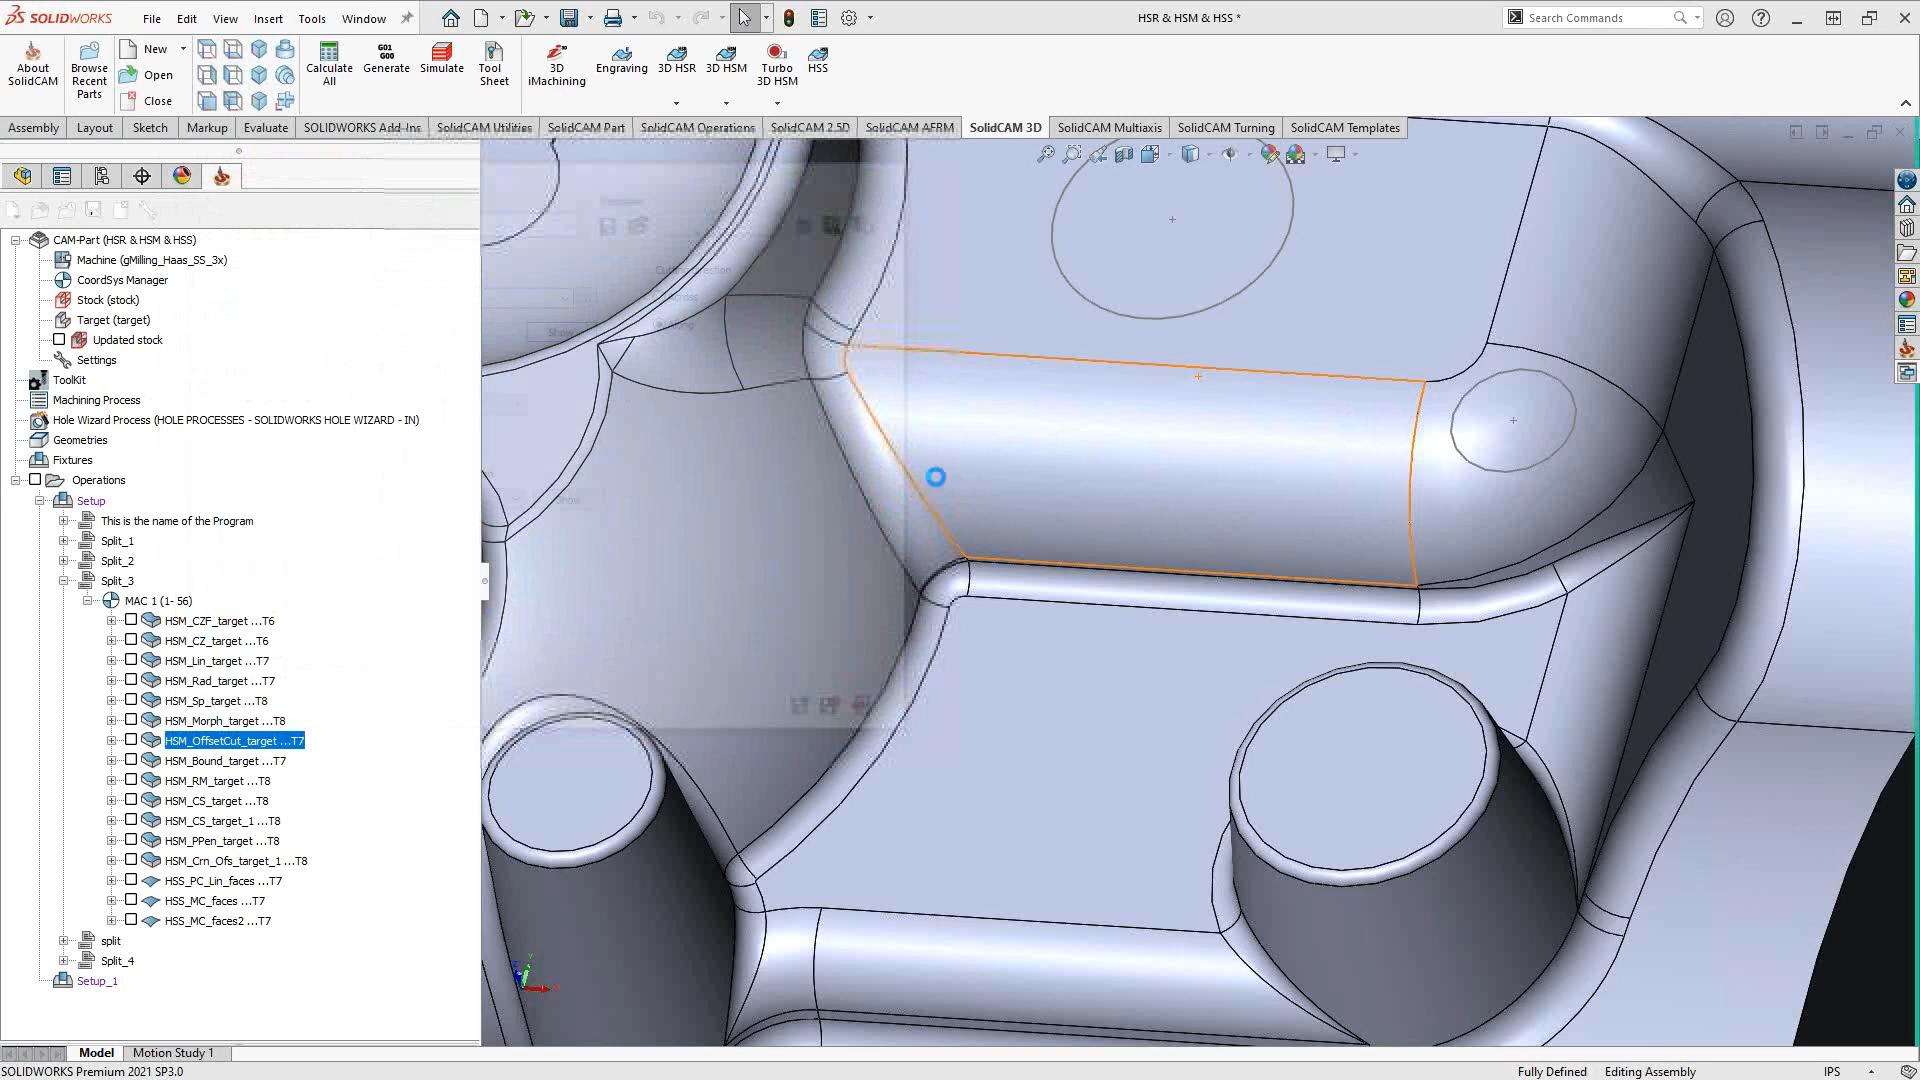 SOLIDWORKS
File
Edit
View
Insert
Tools
Window
HSR & HSM & HSS *
Search Commands
About SolidCAM
Browse Recent Parts
New
Open
Close
Calculate All
G01 G00
Generate
Simulate
Tool Sheet
3D iMachining
Engraving
3D HSR
3D HSM
Turbo 3D HSM
HSS
Assembly
Layout
Sketch
Markup
Evaluate
SOLIDWORKS Add-Ins
SolidCAM Utilities
SolidCAM Part
SolidCAM Operations
SolidCAM 2.5D
SolidCAM AFRM
SolidCAM 3D
SolidCAM Multiaxis
SolidCAM Turning
SolidCAM Templates
CAM-Part (HSR & HSM & HSS)
Machine (gMilling_Haas_SS_3x)
CoordSys Manager
Stock (stock)
Target (target)
Updated stock
Settings
ToolKit
Machining Process
Hole Wizard Process (HOLE PROCESSES - SOLIDWORKS HOLE WIZARD - IN)
Geometries
Fixtures
Operations
Setup
This is the name of the Program
Split_1
Split_2
Split_3
MAC 1 (1- 56)
HSM_CZF_target ...T6
HSM_CZ_target ...T6
HSM_Lin_target ...T7
HSM_Rad_target ...T7
HSM_Sp_target ...T8
HSM_Morph_target ...T8
HSM_OffsetCut_target ...T7
HSM_Bound_target ...T7
HSM_RM_target ...T8
HSM_CS_target ...T8
HSM_CS_target_1 ...T8
HSM_PPen_target ...T8
HSM_Crn_Ofs_target_1 ...T8
HSS_PC_Lin_faces ...T7
HSS_MC_faces ...T7
HSS_MC_faces2 ...T7
split
Split_4
Setup_1
Cutting direction
Show
Show
Model
Motion Study 1
SOLIDWORKS Premium 2021 SP3.0
Fully Defined
Editing Assembly
IPS